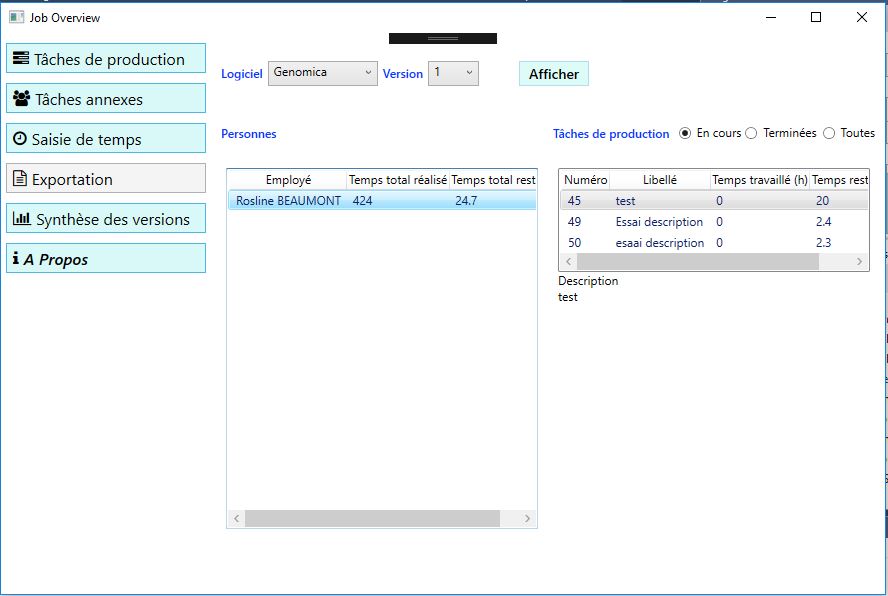 Job Overview
Tâches de production
Tâches annexes
Saisie de temps
Exportation
Synthèse des versions
A Propos
Logiciel Genomica Version 1 Afficher
Personnes
Employé Temps total réalisé Temps total rest
Rosline BEAUMONT 424 24.7
Tâches de production En cours Terminées Toutes
Numéro Libellé Temps travaillé (h) Temps rest
45 test 0 20
49 Essai description 0 2.4
50 esaai description 0 2.3
Description
test